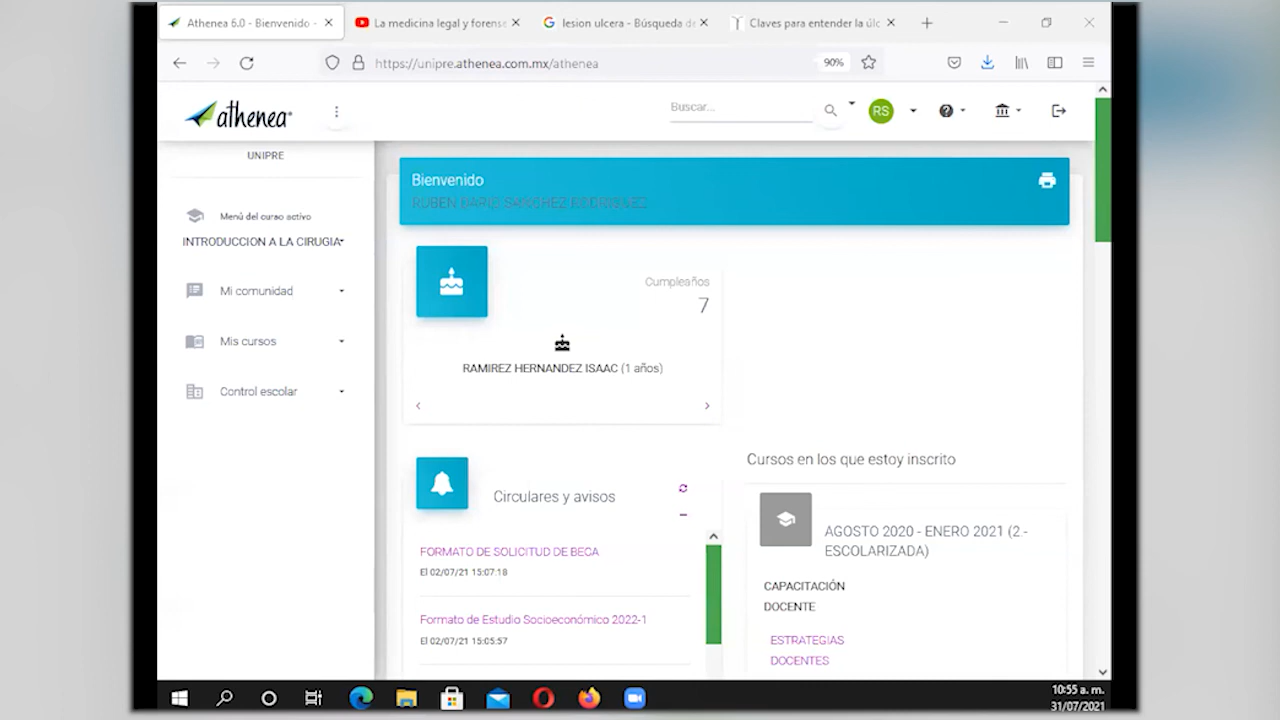 Athenea 6.0 - Bienvenido -
La medicina legal y forense
lesion ulcera - Búsqueda de
Claves para entender la úlc
https://unipre.athenea.com.mx/athenea
90%
athenea
Buscar...
RS
UNIPRE
Menú del curso activo
INTRODUCCION A LA CIRUGIA
Mi comunidad
Mis cursos
Control escolar
Bienvenido
RUBEN DARIO SANCHEZ RODRIGUEZ
Cumpleaños
7
RAMIREZ HERNANDEZ ISAAC (1 años)
Circulares y avisos
FORMATO DE SOLICITUD DE BECA
El 02/07/21 15:07:18
Formato de Estudio Socioeconómico 2022-1
El 02/07/21 15:05:57
Cursos en los que estoy inscrito
AGOSTO 2020 - ENERO 2021 (2.-
ESCOLARIZADA)
CAPACITACIÓN
DOCENTE
ESTRATEGIAS
DOCENTES
10:55 a. m.
31/07/2021